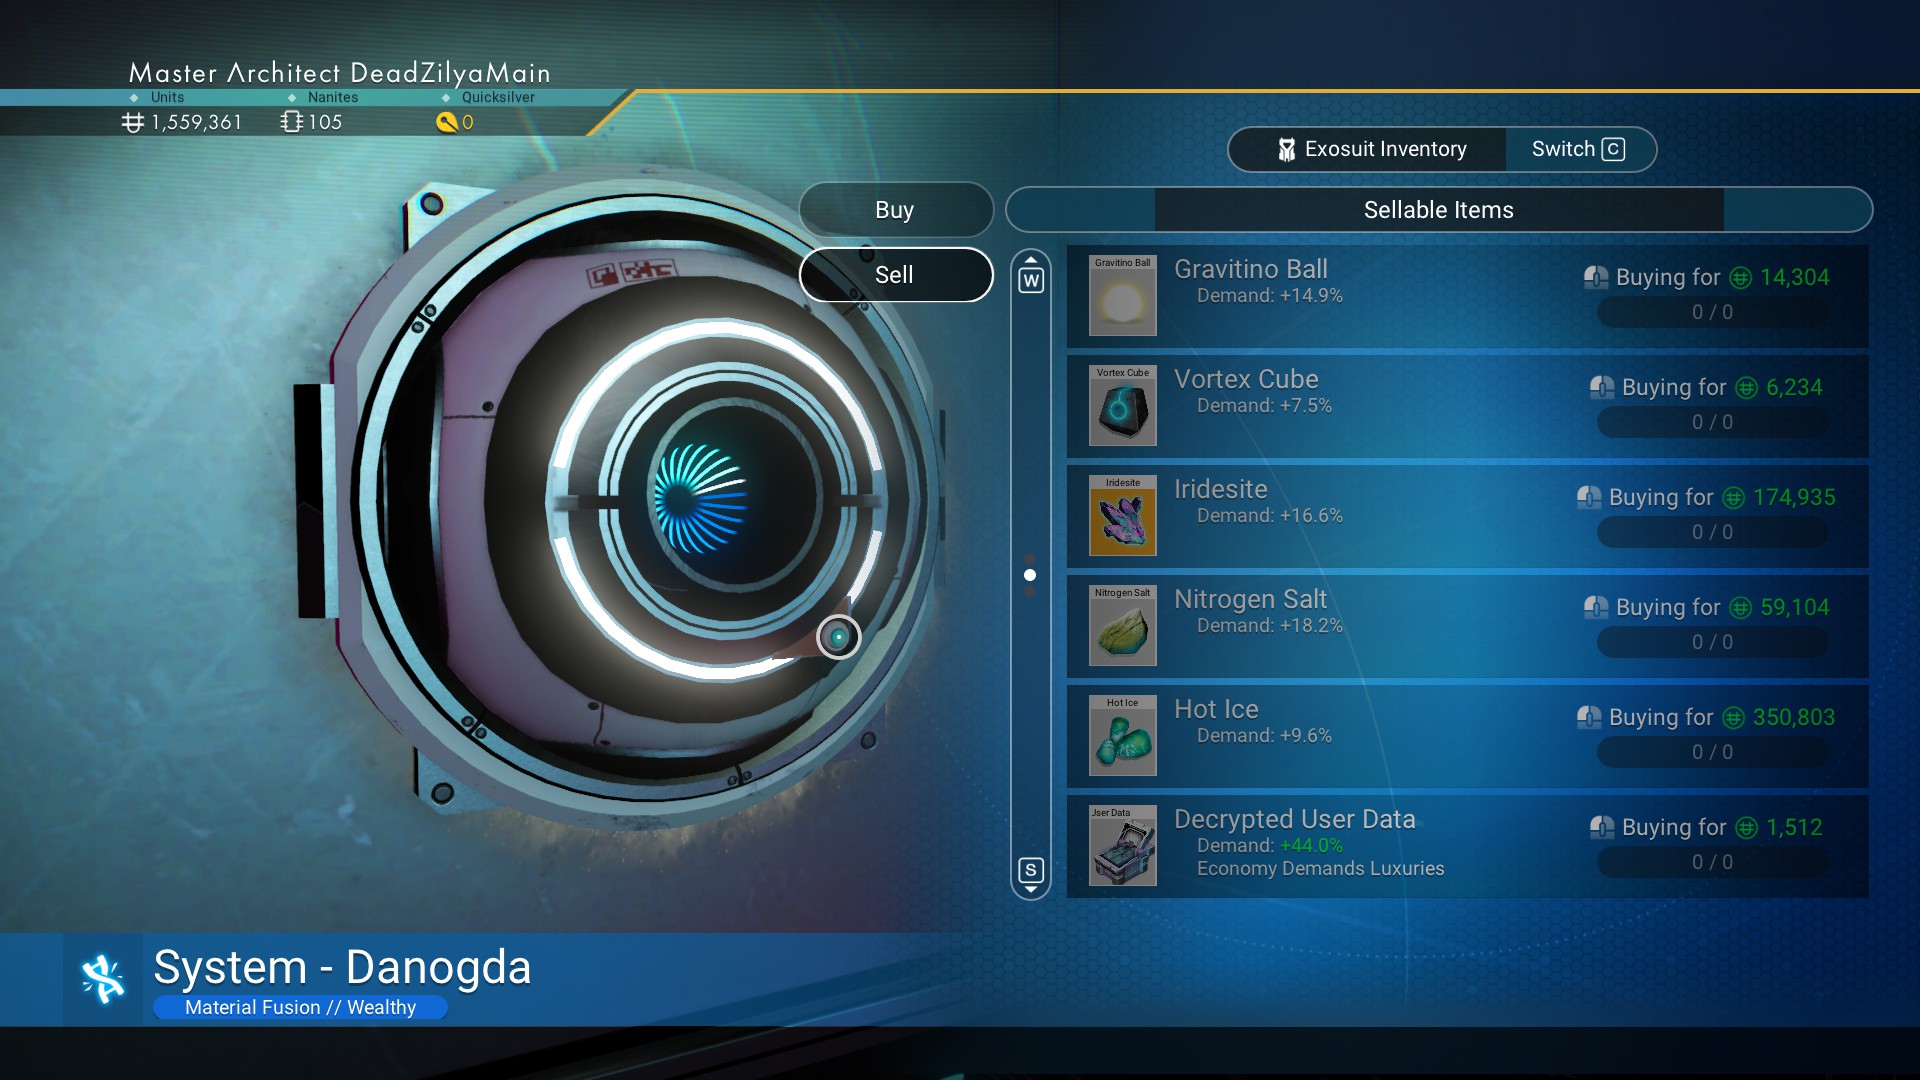 Master Architect DeadZilyaMain
Units Nanites Quicksilver
1,559,361 105 0
Exosuit Inventory Switch C
Buy
Sell
Sellable Items
W
Gravitino Ball
Gravitino Ball
Demand: +14.9%
Buying for 14,304
0 / 0
Vortex Cube
Vortex Cube
Demand: +7.5%
Buying for 6,234
0 / 0
Iridesite
Iridesite
Demand: +16.6%
Buying for 174,935
0 / 0
Nitrogen Salt
Nitrogen Salt
Demand: +18.2%
Buying for 59,104
0 / 0
Hot Ice
Hot Ice
Demand: +9.6%
Buying for 350,803
0 / 0
User Data
Decrypted User Data
Demand: +44.0%
Economy Demands Luxuries
Buying for 1,512
0 / 0
S
System - Danogda
Material Fusion // Wealthy